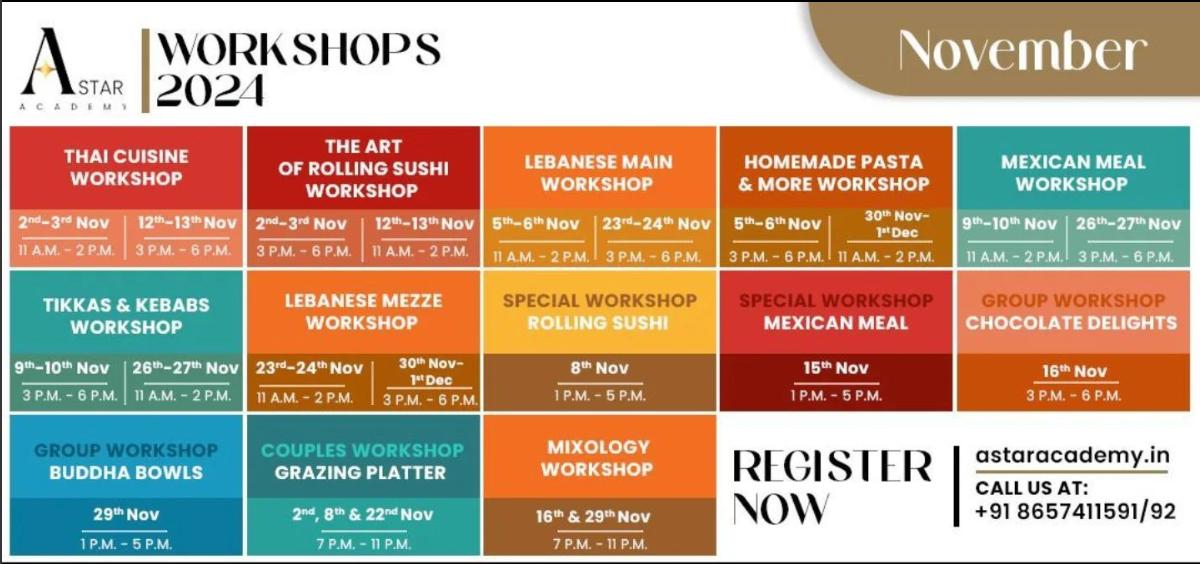 A STAR
ACADEMY
WORKSHOPS
2024
November
THAI CUISINE
WORKSHOP
2nd-3rd Nov
11 A.M. - 2 P.M.
12th-13th Nov
3 P.M. - 6 P.M.
THE ART
OF ROLLING SUSHI
WORKSHOP
2nd-3rd Nov
3 P.M. - 6 P.M.
12th-13th Nov
11 A.M. - 2 P.M.
LEBANESE MAIN
WORKSHOP
5th-6th Nov
11 A.M. - 2 P.M.
23rd-24th Nov
3 P.M. - 6 P.M.
HOMEMADE PASTA
& MORE WORKSHOP
5th-6th Nov
3 P.M. - 6 P.M.
30th Nov-
1st Dec
11 A.M. - 2 P.M.
MEXICAN MEAL
WORKSHOP
9th-10th Nov
11 A.M. - 2 P.M.
26th-27th Nov
3 P.M. - 6 P.M.
TIKKAS & KEBABS
WORKSHOP
9th-10th Nov
3 P.M. - 6 P.M.
26th-27th Nov
11 A.M. - 2 P.M.
LEBANESE MEZZE
WORKSHOP
23rd-24th Nov
11 A.M. - 2 P.M.
30th Nov-
1st Dec
3 P.M. - 6 P.M.
SPECIAL WORKSHOP
ROLLING SUSHI
8th Nov
1 P.M. - 5 P.M.
SPECIAL WORKSHOP
MEXICAN MEAL
15th Nov
1 P.M. - 5 P.M.
GROUP WORKSHOP
CHOCOLATE DELIGHTS
16th Nov
3 P.M. - 6 P.M.
GROUP WORKSHOP
BUDDHA BOWLS
29th Nov
1 P.M. - 5 P.M.
COUPLES WORKSHOP
GRAZING PLATTER
2nd, 8th & 22nd Nov
7 P.M. - 11 P.M.
MIXOLOGY
WORKSHOP
16th & 29th Nov
7 P.M. - 11 P.M.
REGISTER
NOW
astaracademy.in
CALL US AT:
+91 8657411591/92